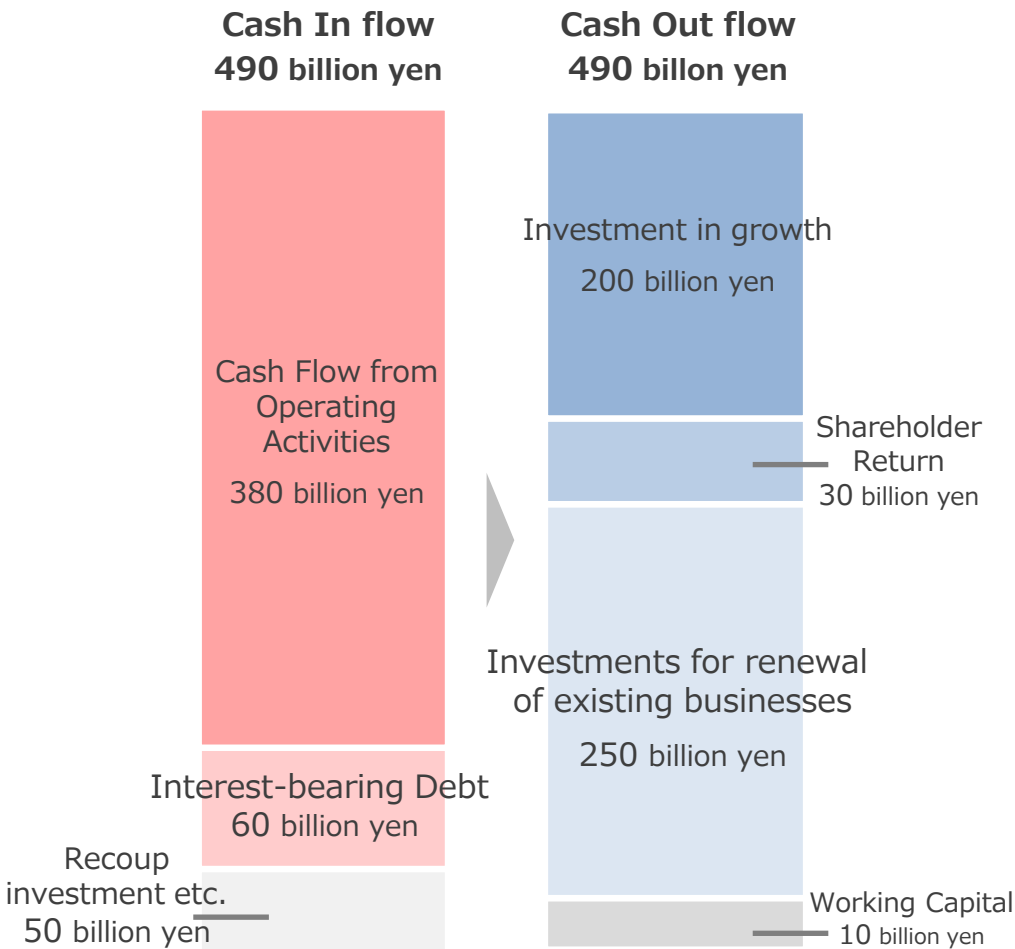 Cash In flow
490 billion yen
Cash Out flow
490 billon yen
Cash Flow from
Operating
Activities
380 billion yen
Interest-bearing Debt
60 billion yen
Recoup
investment etc.
50 billion yen
Investment in growth
200 billion yen
Shareholder
Return
30 billion yen
Investments for renewal
of existing businesses
250 billion yen
Working Capital
10 billion yen